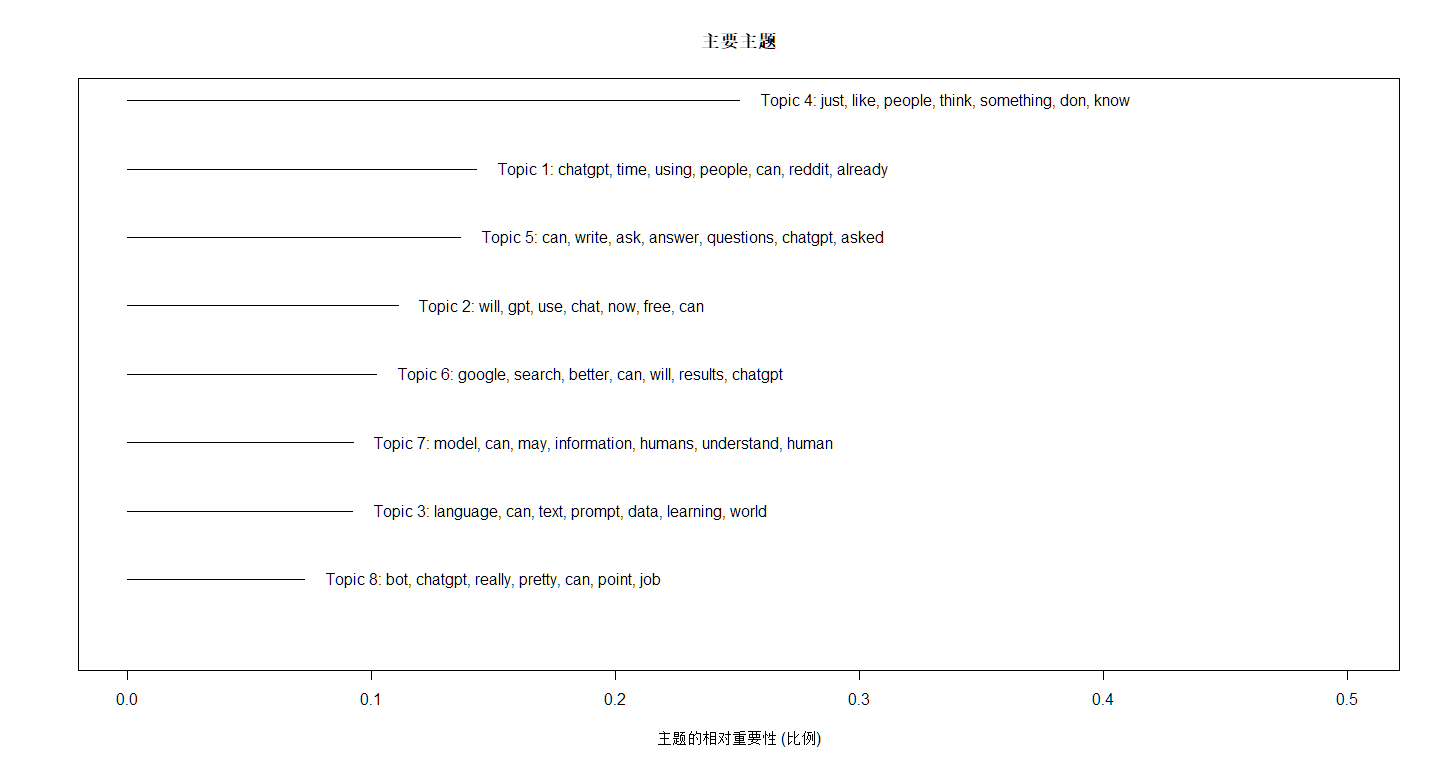 主要主题
Topic 4: just, like, people, think, something, don, know
Topic 1: chatgpt, time, using, people, can, reddit, already
Topic 5: can, write, ask, answer, questions, chatgpt, asked
Topic 2: will, gpt, use, chat, now, free, can
Topic 6: google, search, better, can, will, results, chatgpt
Topic 7: model, can, may, information, humans, understand, human
Topic 3: language, can, text, prompt, data, learning, world
Topic 8: bot, chatgpt, really, pretty, can, point, job
0.0 0.1 0.2 0.3 0.4 0.5
主题的相对重要性 (比例)